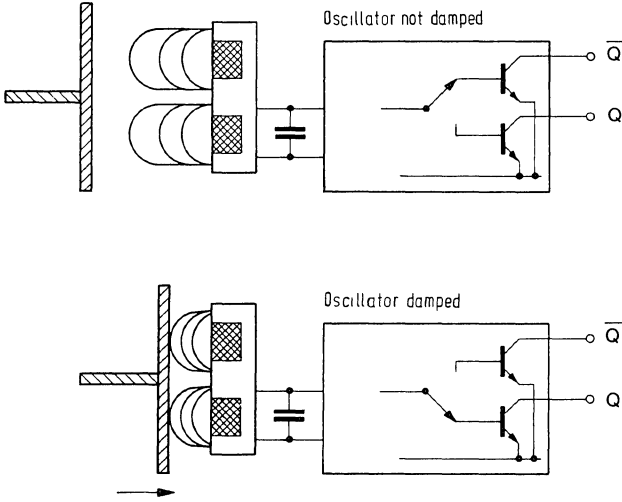 Oscillator not damped
Q̅
Q
Oscillator damped
Q̅
Q